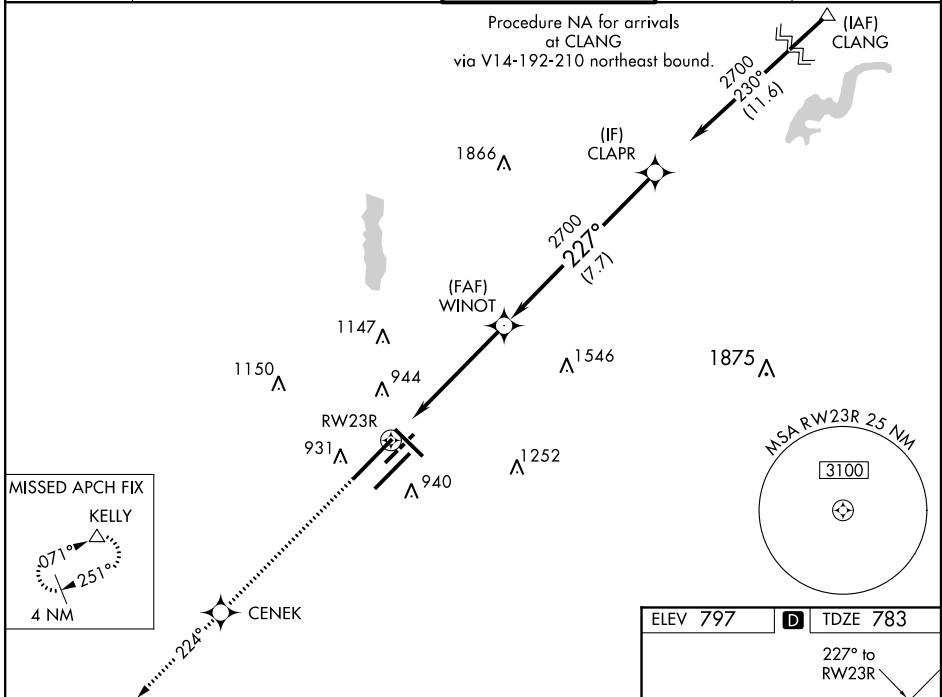 Procedure NA for arrivals
at CLANG
via V14-192-210 northeast bound.
(IAF)
CLANG
2700
230°
(11.6)
(IF)
CLAPR
1866
2700
227°
(7.7)
(FAF)
WINOT
1147
1546
1875
1150
944
RW23R
931
1252
940
MSA RW23R 25 NM
3100
MISSED APCH FIX
KELLY
071°
251°
4 NM
CENEK
224°
ELEV 797
D
TDZE 783
227° to
RW23R